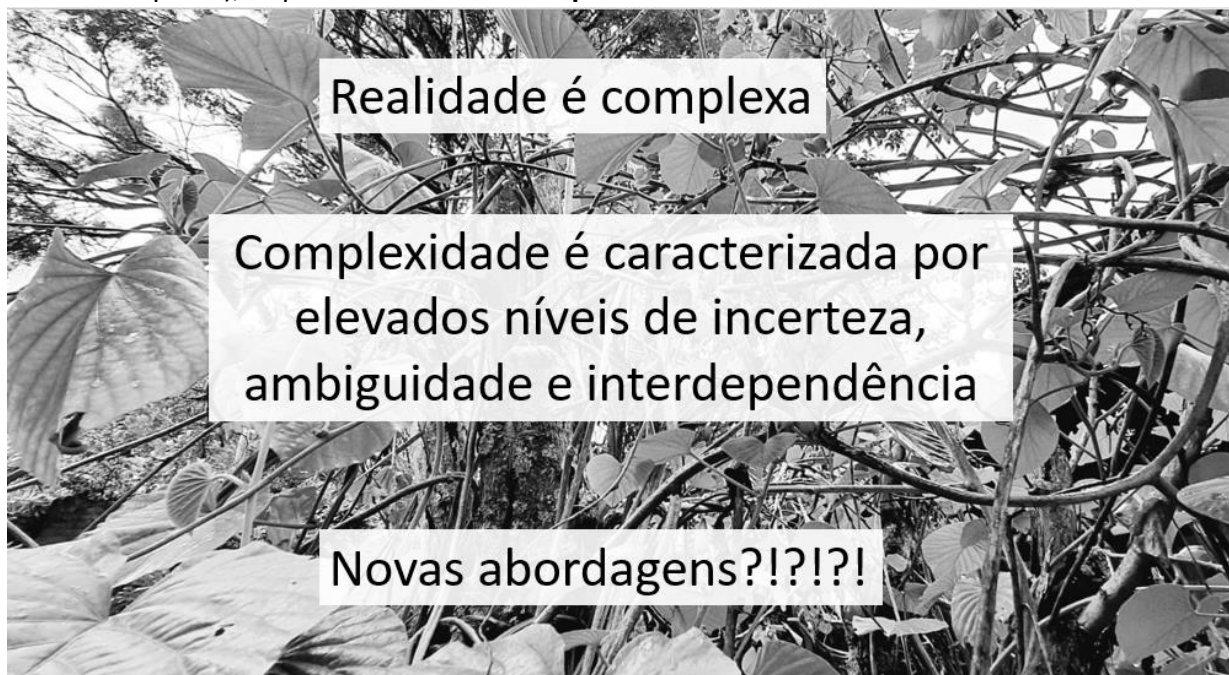 Realidade é complexa
Complexidade é caracterizada por
elevados níveis de incerteza,
ambiguidade e interdependência
Novas abordagens?!?!?!